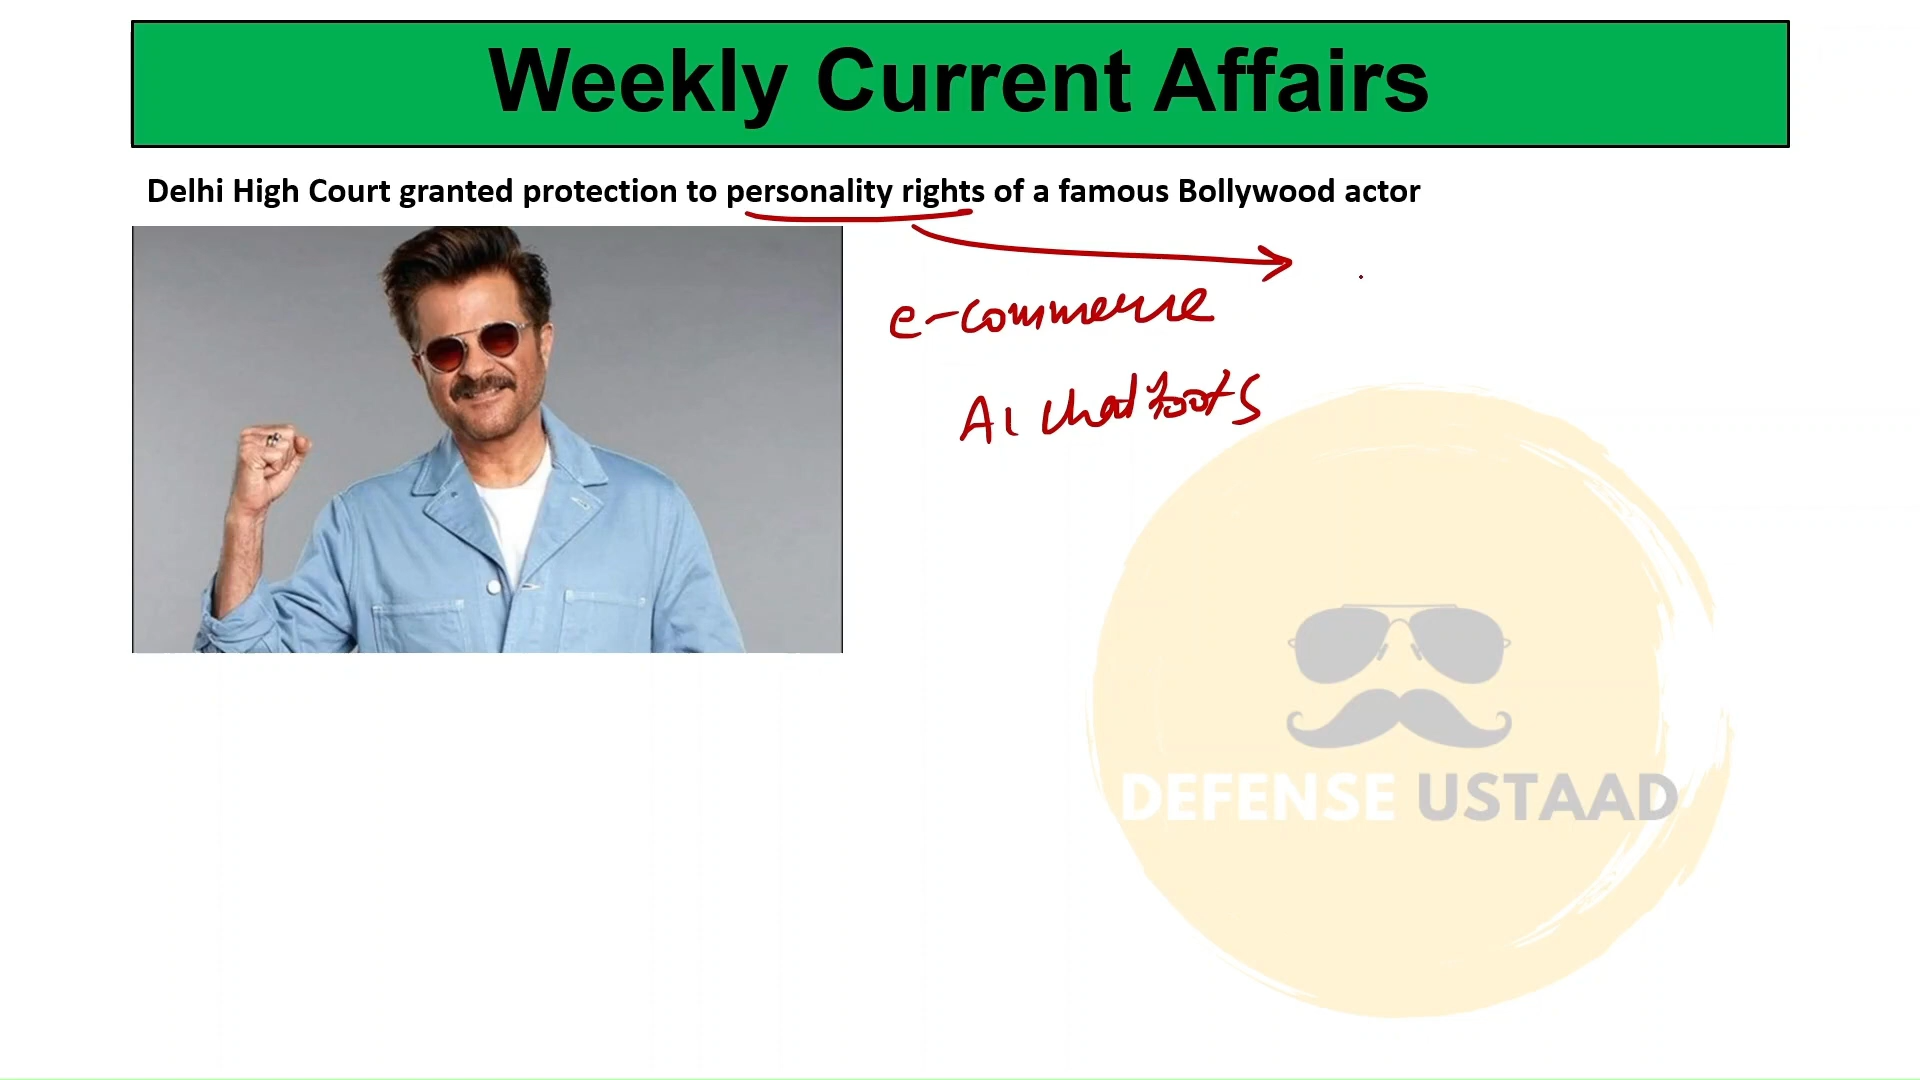 Weekly Current Affairs
Delhi High Court granted protection to personality rights of a famous Bollywood actor
e-commerce
AI chatbots
DEFENSE USTAAD